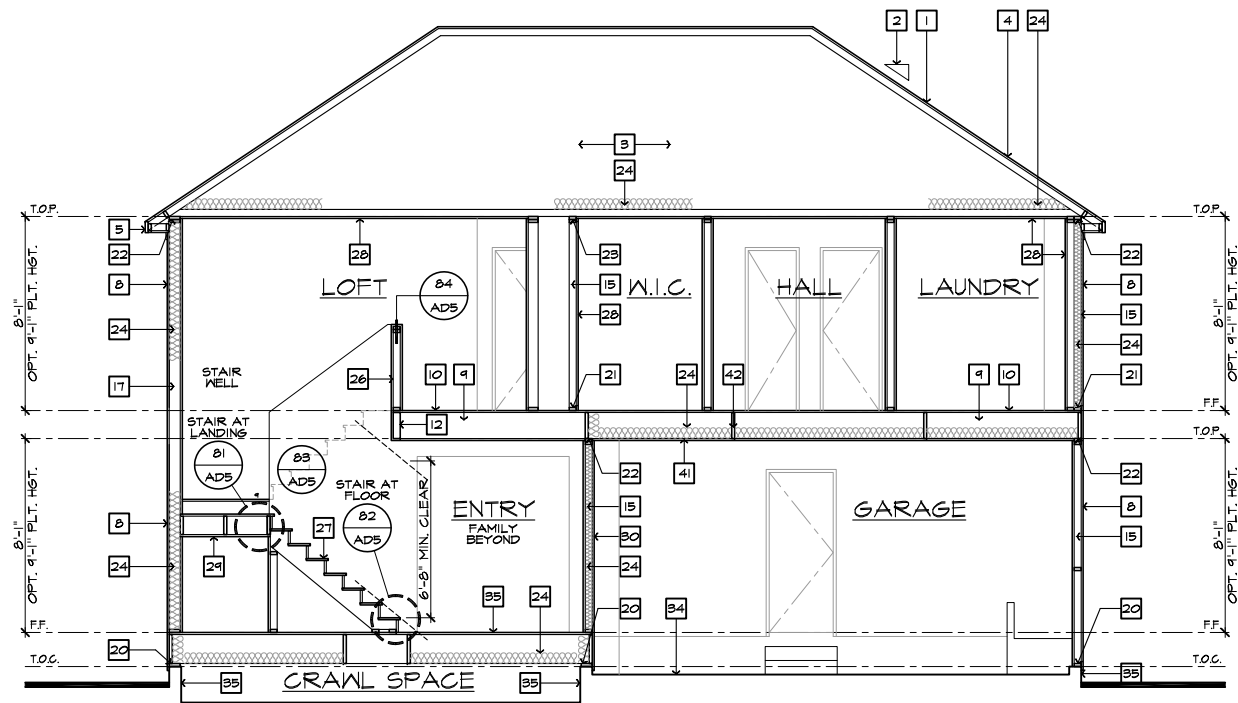 2 1 4 24
3
24
T.O.P. T.O.P.
5
22 28 23 28 22
8 84 AD5 15 8
LOFT W.I.C. HALL LAUNDRY
28 15
24 24
8'-1" OPT. 9'-1" PLT. HGT.
8'-1" OPT. 9'-1" PLT. HGT.
STAIR
WELL
17 26 10 9 21 24 42 9 10 21
F.F. F.F.
12
STAIR AT
LANDING
81 AD5
83 AD5
T.O.P. T.O.P.
41
22 22
STAIR AT
FLOOR
82 AD5
6'-8" MIN. CLEAR
ENTRY
FAMILY
BEYOND
GARAGE
8 27 15 8
30 15
24 29 24
8'-1" OPT. 9'-1" PLT. HGT.
8'-1" OPT. 9'-1" PLT. HGT.
35 24 20 34 20
F.F. F.F.
20
T.O.C. T.O.C.
35 CRAWL SPACE 35 35